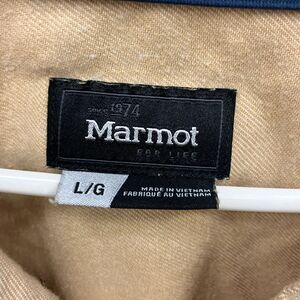 since 1974
Marmot
FOR LIFE
L/G
MADE IN VIETNAM
FABRIQUÉ AU VIETNAM